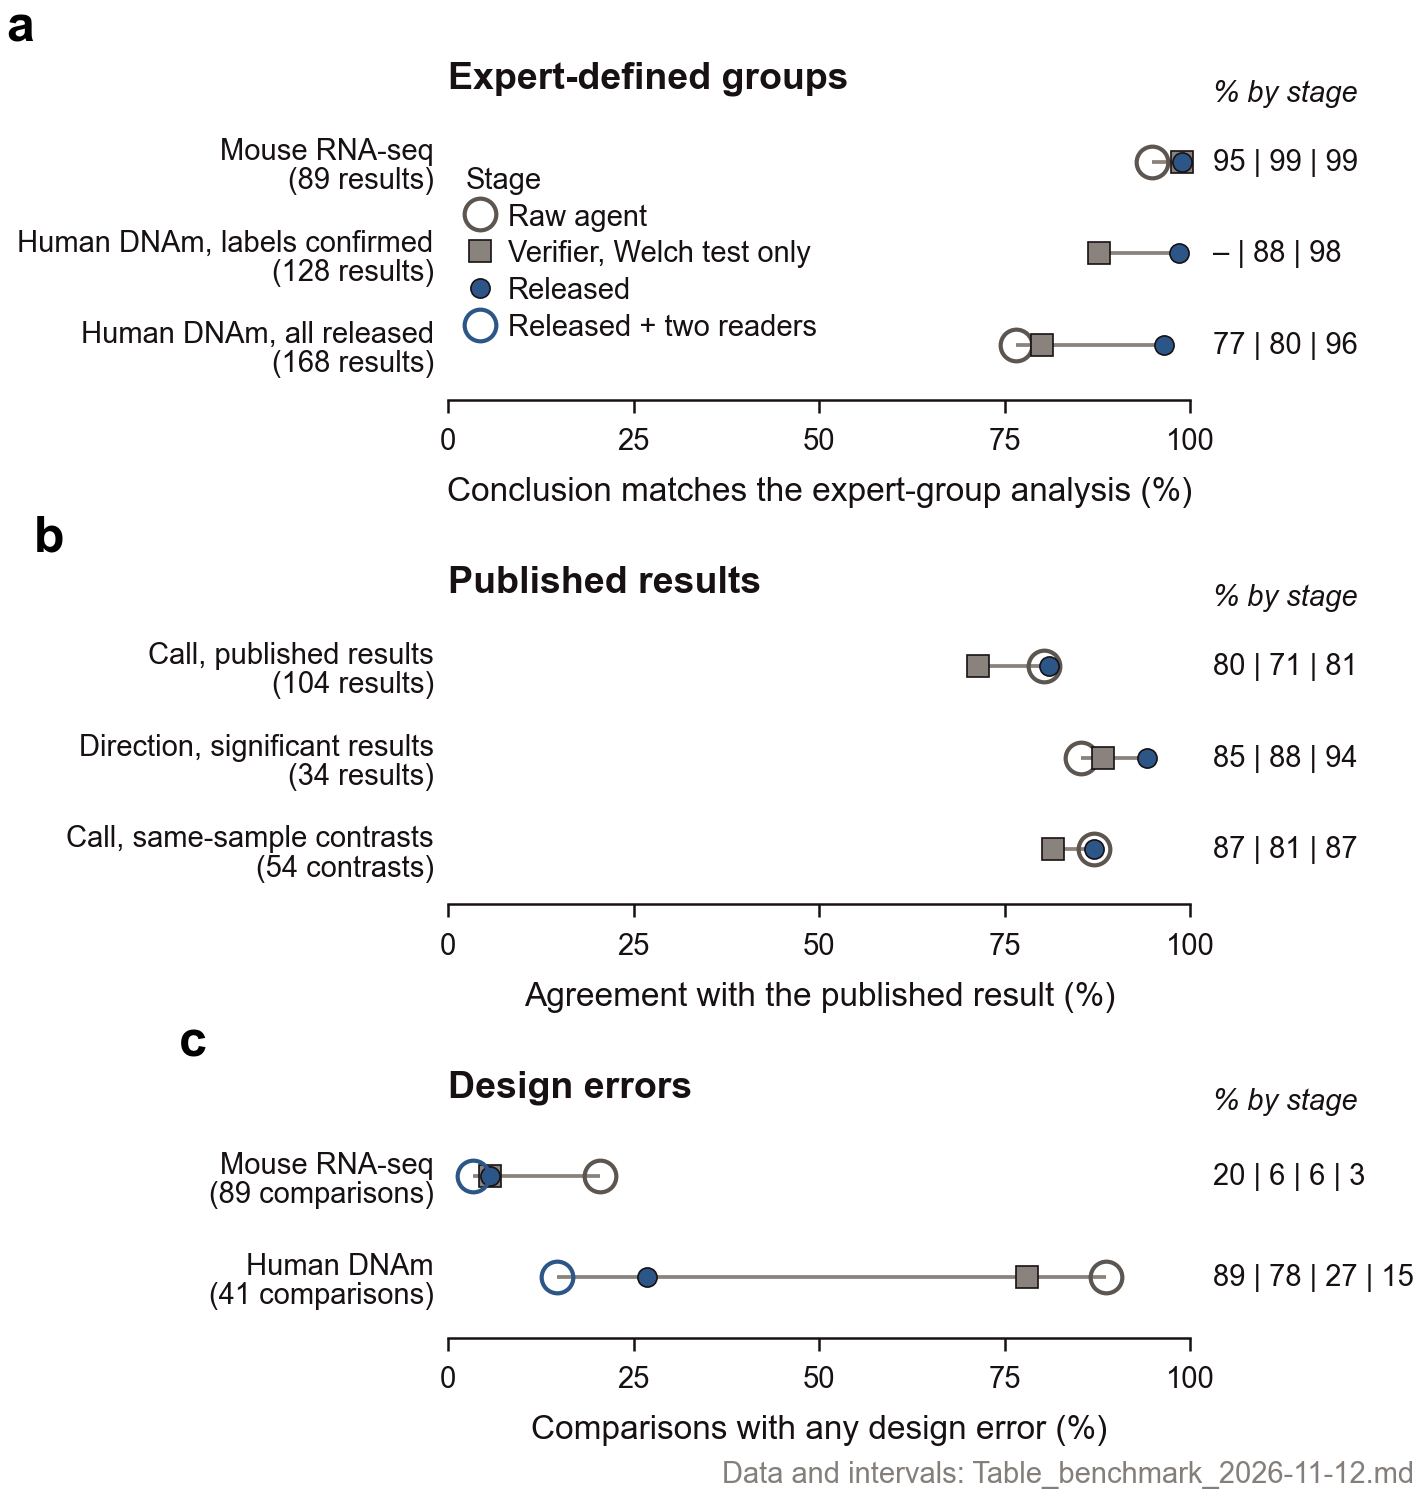 a
Expert-defined groups
% by stage
Mouse RNA-seq
(89 results)
95 | 99 | 99
Stage
Raw agent
Verifier, Welch test only
Released
Released + two readers
Human DNAm, labels confirmed
(128 results)
– | 88 | 98
Human DNAm, all released
(168 results)
77 | 80 | 96
0 25 50 75 100
Conclusion matches the expert-group analysis (%)
b
Published results
% by stage
Call, published results
(104 results)
80 | 71 | 81
Direction, significant results
(34 results)
85 | 88 | 94
Call, same-sample contrasts
(54 contrasts)
87 | 81 | 87
0 25 50 75 100
Agreement with the published result (%)
c
Design errors
% by stage
Mouse RNA-seq
(89 comparisons)
20 | 6 | 6 | 3
Human DNAm
(41 comparisons)
89 | 78 | 27 | 15
0 25 50 75 100
Comparisons with any design error (%)
Data and intervals: Table_benchmark_2026-11-12.md